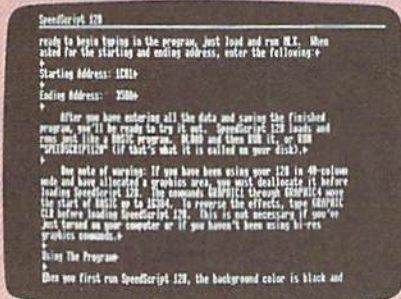 SpeedScript 128
ready to begin typing in the program, just load and run MLX. When
asked for the starting and ending address, enter the following:←
←
Starting Address: 1C01←
←
Ending Address:
←
After you have entered all the data and saving the finished
program, you'll be ready to try it out. SpeedScript 128 loads and
runs just like a BASIC program. DLOAD and then RUN it, or RUN
"SPEEDSCRIPT128" (if that's what it is called on your disk).←
←
One note of warning: If you have been using your 128 in 40-column
mode and have allocated a graphics area, you must deallocate it before
loading SpeedScript 128. The commands GRAPHIC1 through GRAPHIC4 move
the start of BASIC up to 16384. To reverse the effects, type GRAPHIC
CLR before loading SpeedScript 128. This is not necessary if you've
just turned on your computer or if you haven't been using hi-res
graphics commands.←
←
Using The Program←
←
When you first run SpeedScript 128, the background color is black and